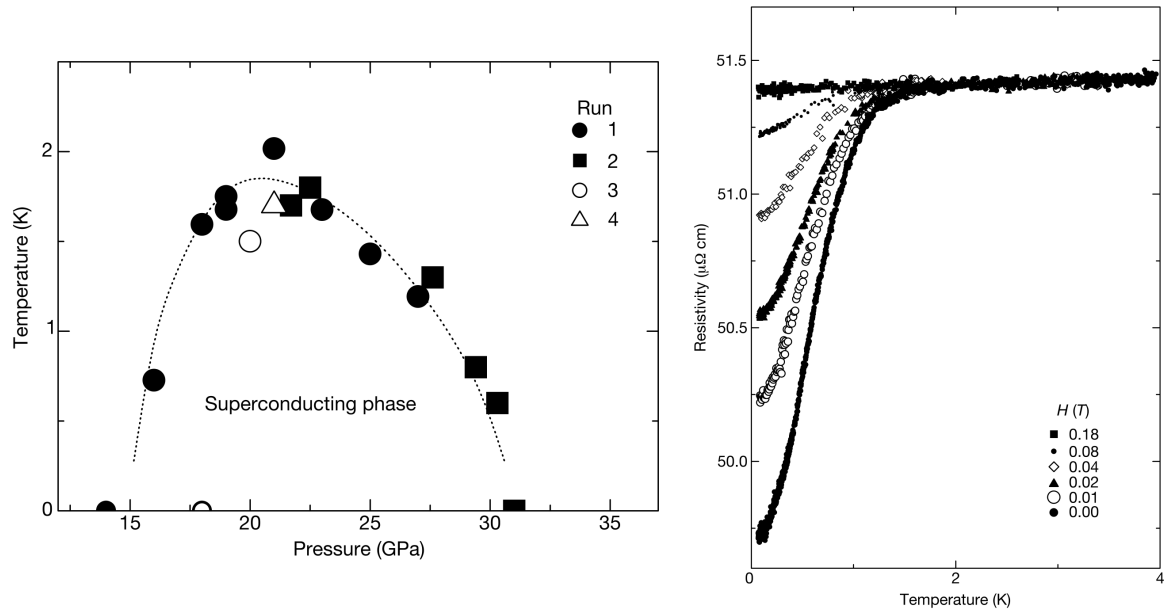 2
1
0
Temperature (K)
15 20 25 30 35
Pressure (GPa)
Run
1
2
3
4
Superconducting phase
51.5
51.0
50.5
50.0
Resistivity (μΩ cm)
0 2 4
Temperature (K)
H (T)
0.18
0.08
0.04
0.02
0.01
0.00